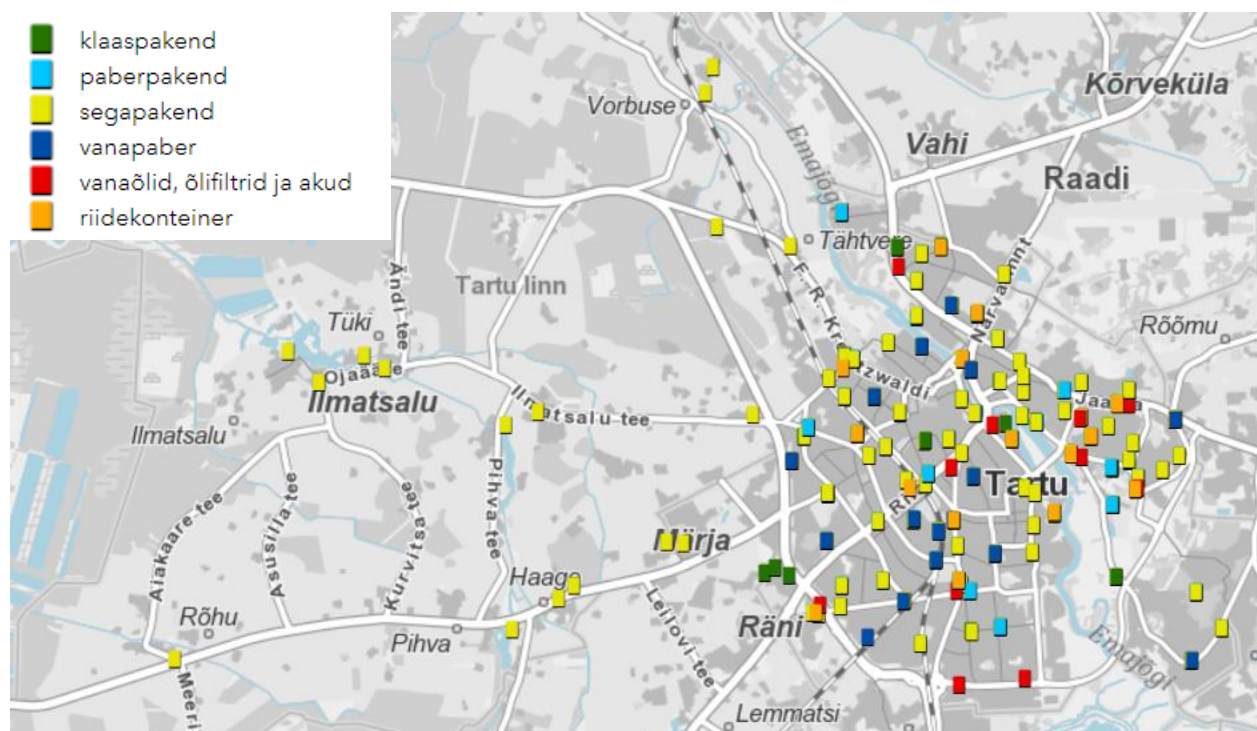 klaaspakend
paberpakend
segapakend
vanapaber
vanaõlid, õlifiltrid ja akud
riidekonteiner
Kõrveküla
Vorbuse
Emajõgi
Vahi
Raadi
Tähtvere
Tartu linn
Ändi tee
Narva mnt
Tüki
Rõõmu
F. R. Kreutzwaldi
Ojaääre
Ilmatsalu
Jaama
Ilmatsalu tee
Ilmatsalu
Pihva tee
Tartu
Aiakaare tee
Asusilla tee
Kurvitsa tee
Märja
Haage
Leilovi tee
Rõhu
Pihva
Räni
Emajõgi
Meeri
Lemmatsi